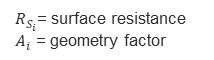 R_{S_i} = surface resistance
A_i = geometry factor